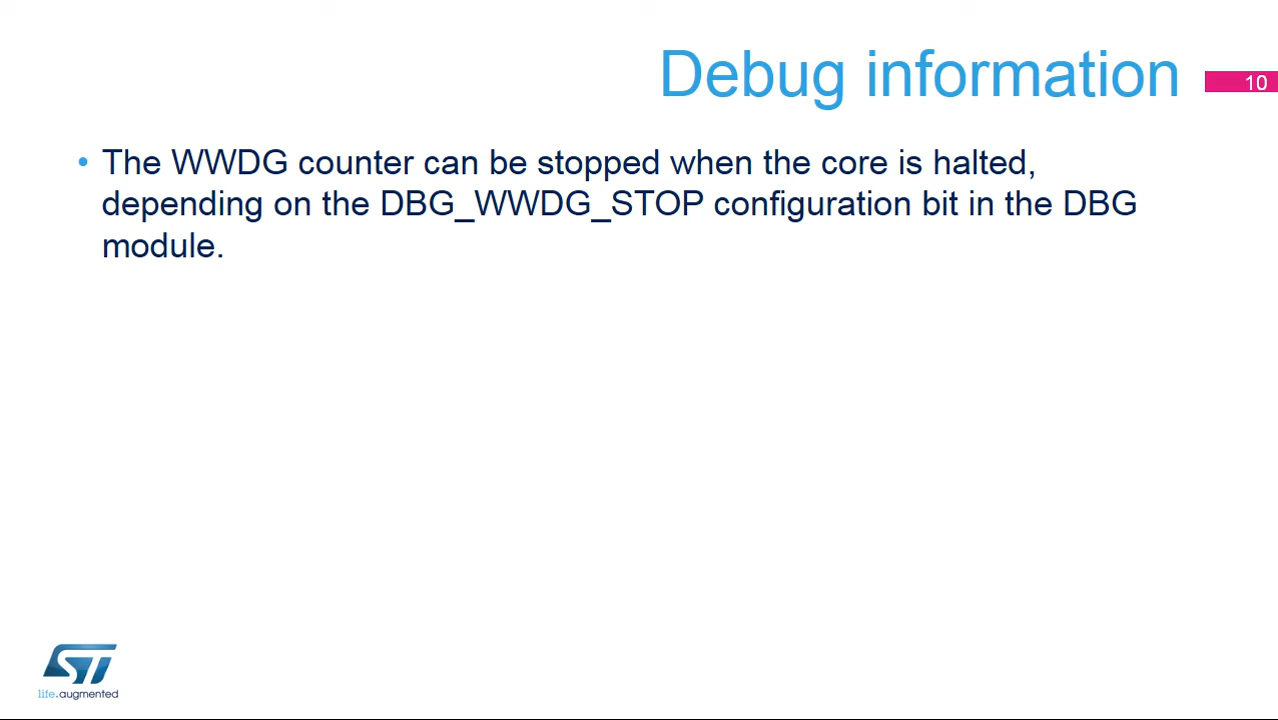 Debug information
10
• The WWDG counter can be stopped when the core is halted,
depending on the DBG_WWDG_STOP configuration bit in the DBG
module.
ST
life.augmented